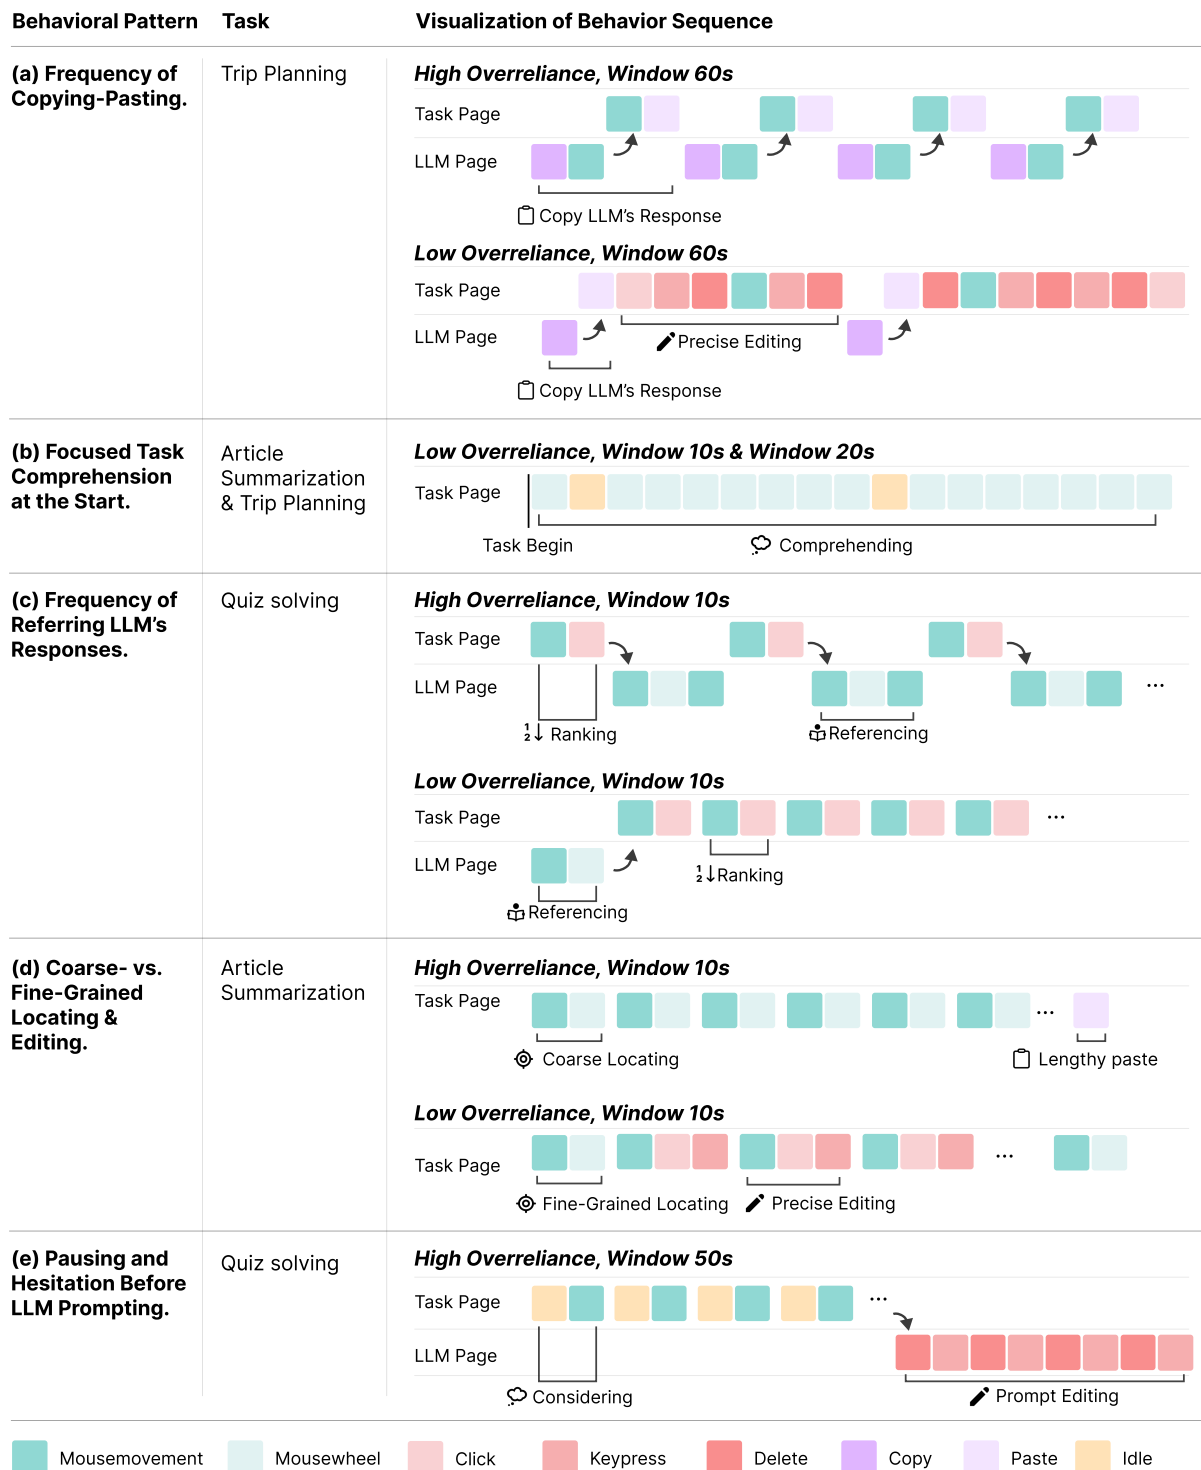 Behavioral Pattern
Task
Visualization of Behavior Sequence
(a) Frequency of
Copying-Pasting.
Trip Planning
High Overreliance, Window 60s
Task Page
LLM Page
Copy LLM's Response
Low Overreliance, Window 60s
Task Page
LLM Page
Precise Editing
Copy LLM's Response
(b) Focused Task
Comprehension
at the Start.
Article
Summarization
& Trip Planning
Low Overreliance, Window 10s & Window 20s
Task Page
Task Begin
Comprehending
(c) Frequency of
Referring LLM's
Responses.
Quiz solving
High Overreliance, Window 10s
Task Page
LLM Page
...
1
2
Ranking
Referencing
Low Overreliance, Window 10s
Task Page
...
LLM Page
1
2
Ranking
Referencing
(d) Coarse- vs.
Fine-Grained
Locating &
Editing.
Article
Summarization
High Overreliance, Window 10s
Task Page
...
Coarse Locating
Lengthy paste
Low Overreliance, Window 10s
Task Page
...
Fine-Grained Locating
Precise Editing
(e) Pausing and
Hesitation Before
LLM Prompting.
Quiz solving
High Overreliance, Window 50s
Task Page
...
LLM Page
Considering
Prompt Editing
Mousemovement
Mousewheel
Click
Keypress
Delete
Copy
Paste
Idle